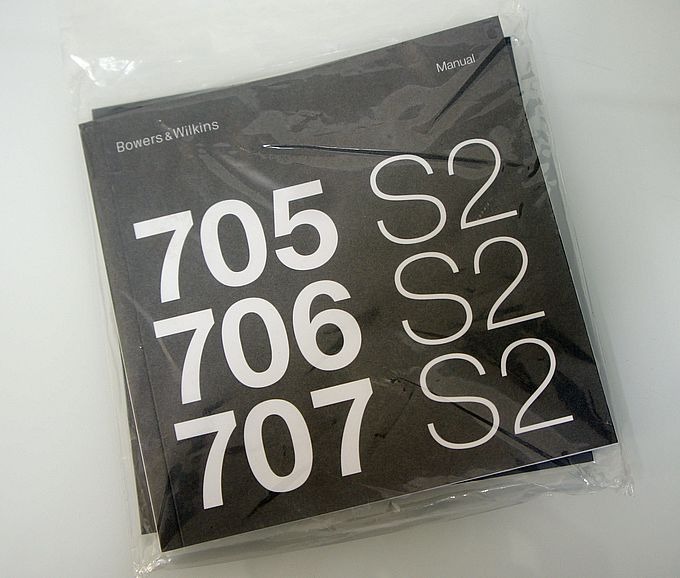 Bowers & Wilkins
Manual
705 S2
706 S2
707 S2